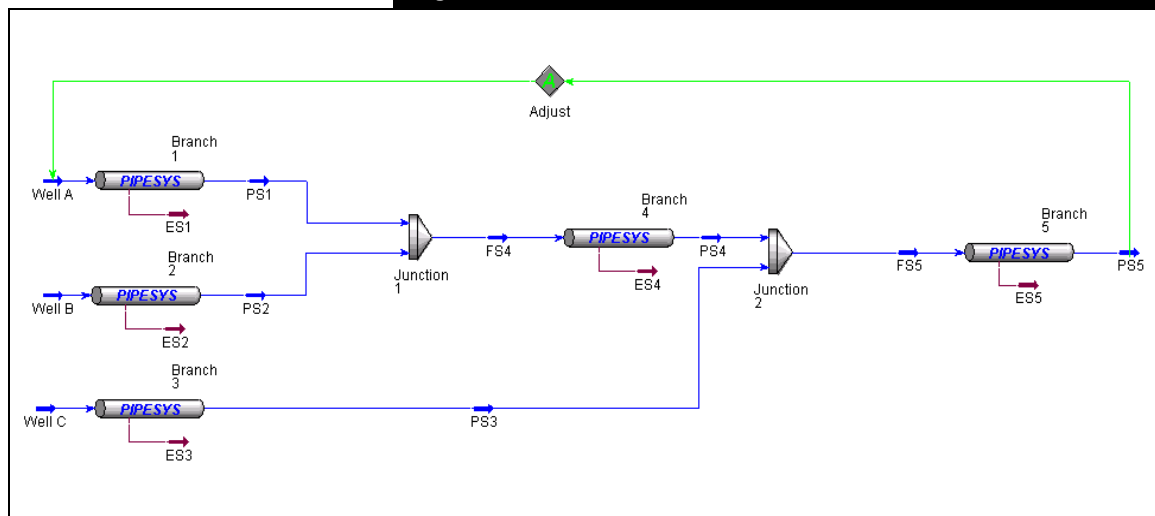 A
Adjust
Branch
1
PIPESYS
Well A
PS1
ES1
Branch
4
PIPESYS
FS4
PS4
ES4
Junction
1
Branch
5
PIPESYS
FS5
PS5
ES5
Junction
2
Branch
2
PIPESYS
Well B
PS2
ES2
Branch
3
PIPESYS
Well C
PS3
ES3